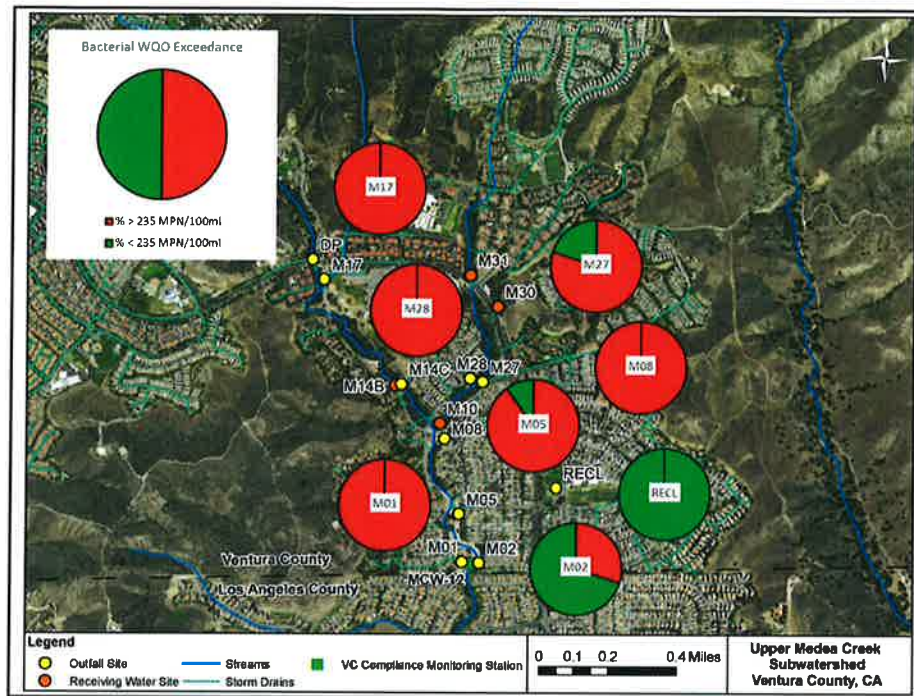 Bacterial WQO Exceedance
% > 235 MPN/100ml
% < 235 MPN/100ml
M17
DP
M17
M31
M27
M30
M28
M14C
M28
M27
M08
M14B
M10
M08
M05
RECL
M01
M05
RECL
M01
M02
M02
Ventura County
MCW-12
Los Angeles County
Legend
Outfall Site
Streams
VC Compliance Monitoring Station
Receiving Water Site
Storm Drains
0 0.1 0.2 0.4 Miles
Upper Medea Creek
Subwatershed
Ventura County, CA